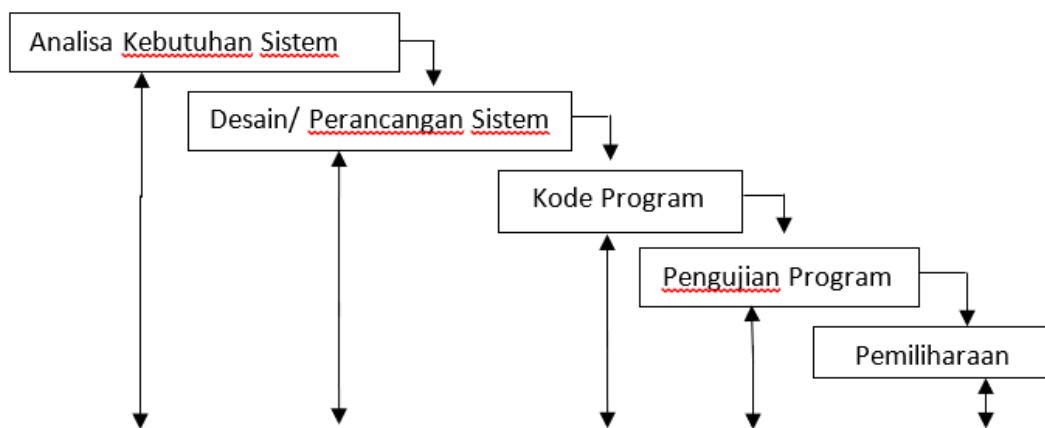 Analisa Kebutuhan Sistem
Desain/ Perancangan Sistem
Kode Program
Pengujian Program
Pemiliharaan